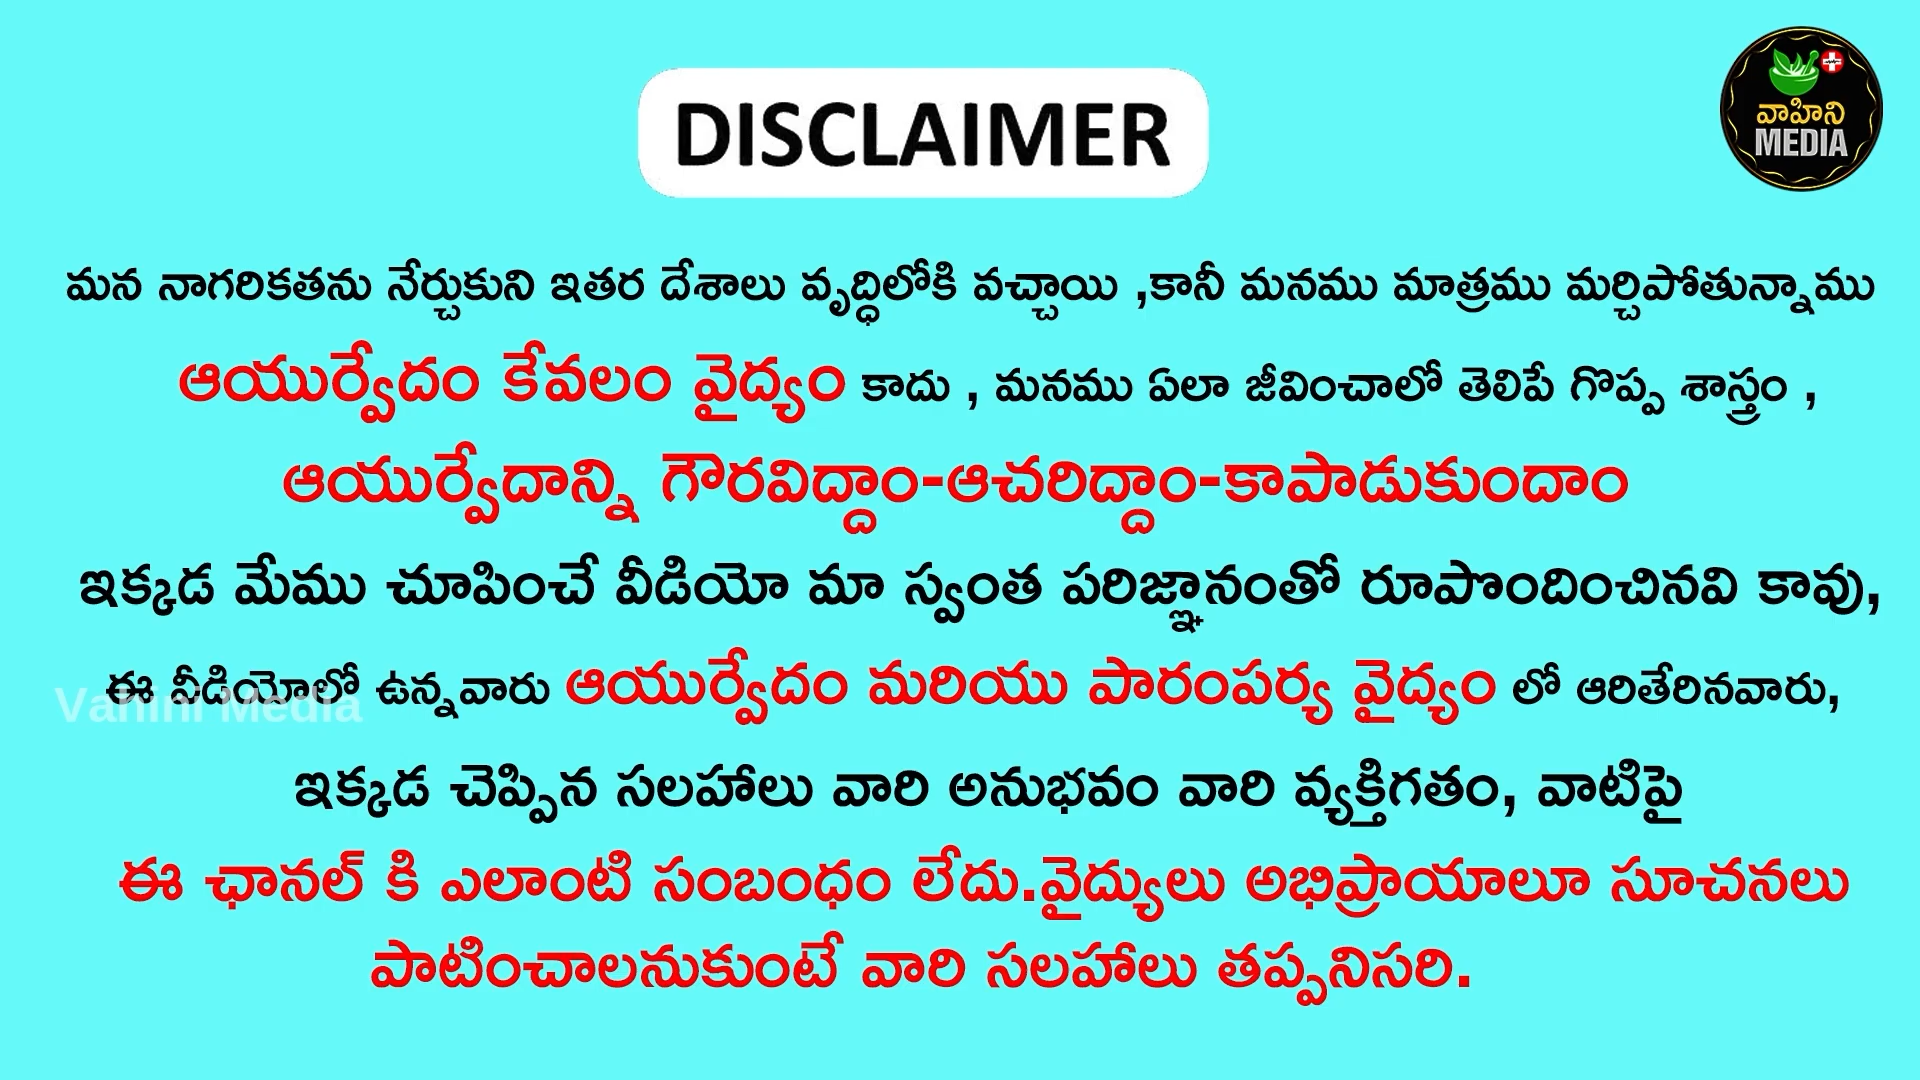 DISCLAIMER
వాహిని
MEDIA
మన నాగరికతను నేర్చుకుని ఇతర దేశాలు వృద్ధిలోకి వచ్చాయి ,కానీ మనము మాత్రము మర్చిపోతున్నాము
ఆయుర్వేదం కేవలం వైద్యం కాదు , మనము ఏలా జీవించాలో తెలిపే గొప్ప శాస్త్రం ,
ఆయుర్వేదాన్ని గౌరవిద్దాం-ఆచరిద్దాం-కాపాడుకుందాం
ఇక్కడ మేము చూపించే వీడియో మా స్వంత పరిజ్ఞానంతో రూపొందించినవి కావు,
ఈ వీడియోలో ఉన్నవారు ఆయుర్వేదం మరియు పారంపర్య వైద్యం లో ఆరితేరినవారు,
Vahini Media
ఇక్కడ చెప్పిన సలహాలు వారి అనుభవం వారి వ్యక్తిగతం, వాటిపై
ఈ ఛానల్ కి ఎలాంటి సంబంధం లేదు.వైద్యులు అభిప్రాయాలూ సూచనలు
పాటించాలనుకుంటే వారి సలహాలు తప్పనిసరి.